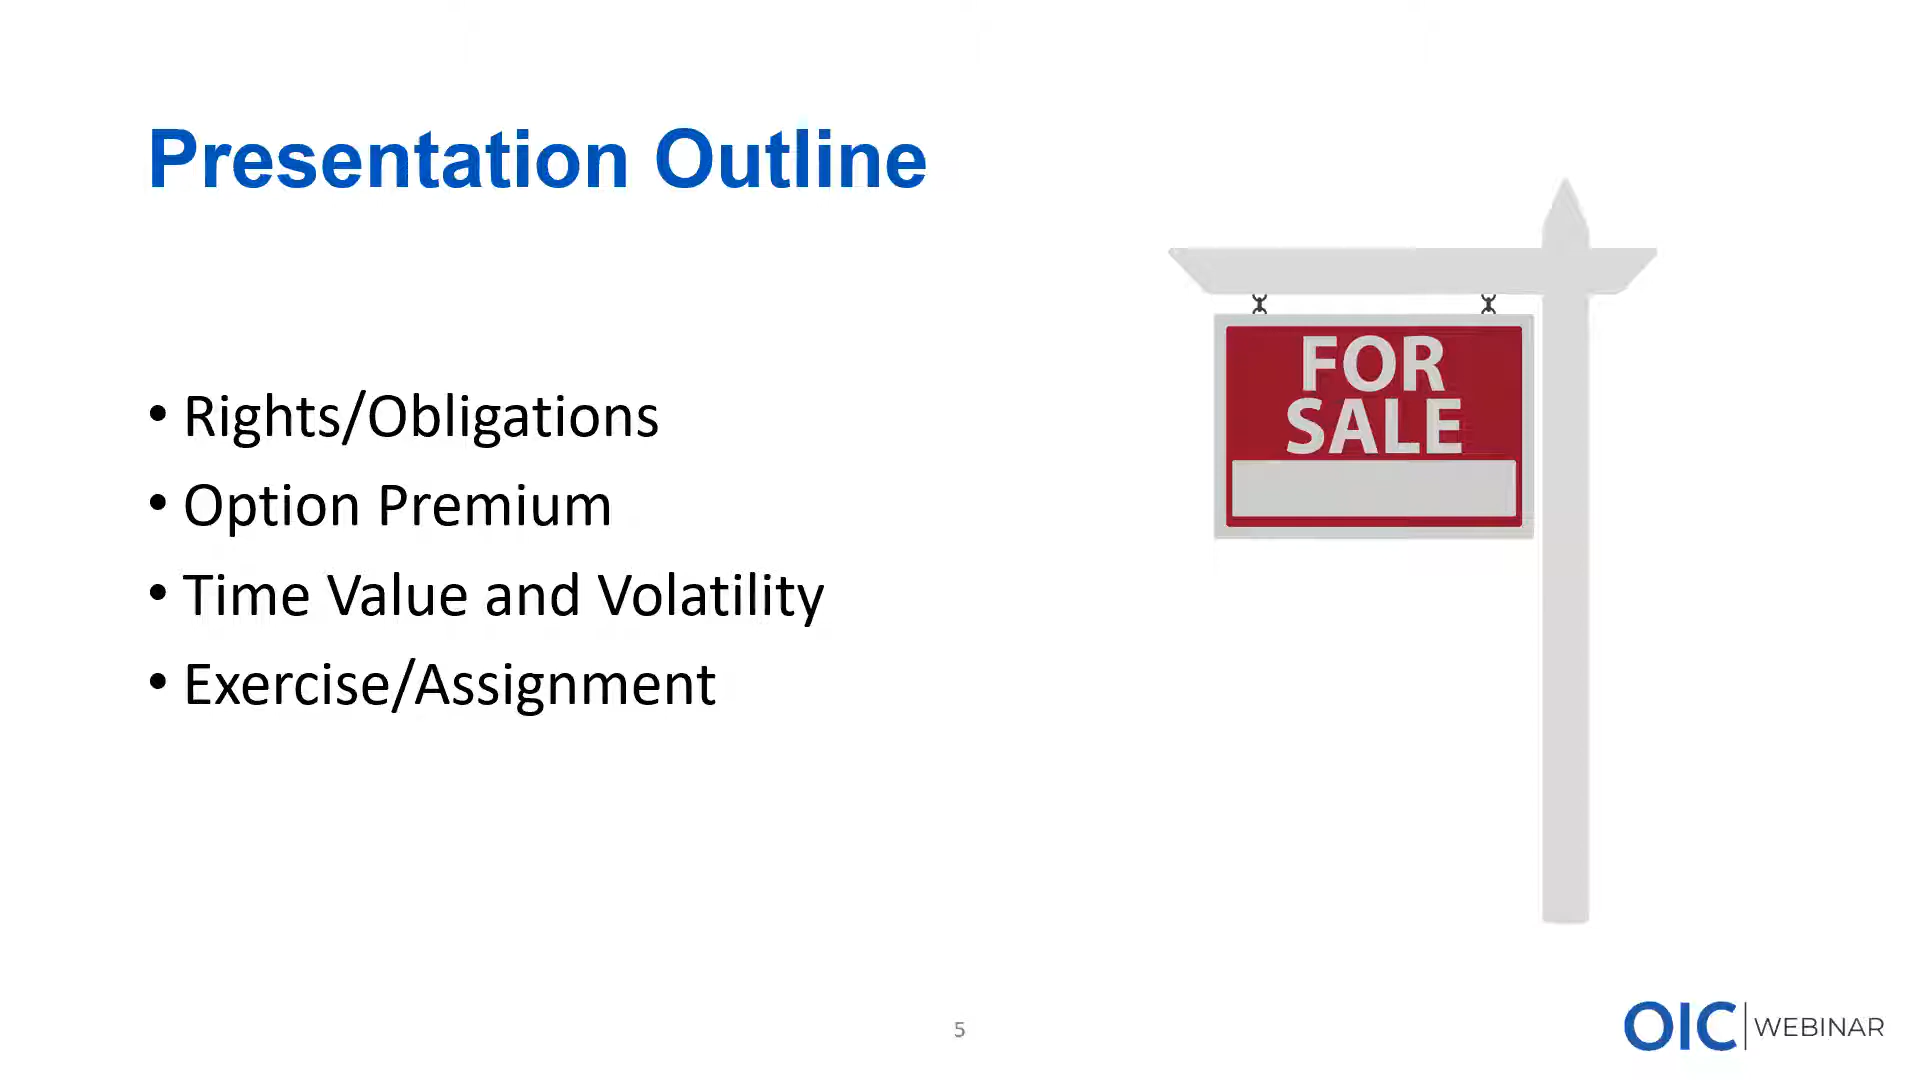 Presentation Outline
• Rights/Obligations
• Option Premium
• Time Value and Volatility
• Exercise/Assignment
FOR
SALE
5
OIC WEBINAR